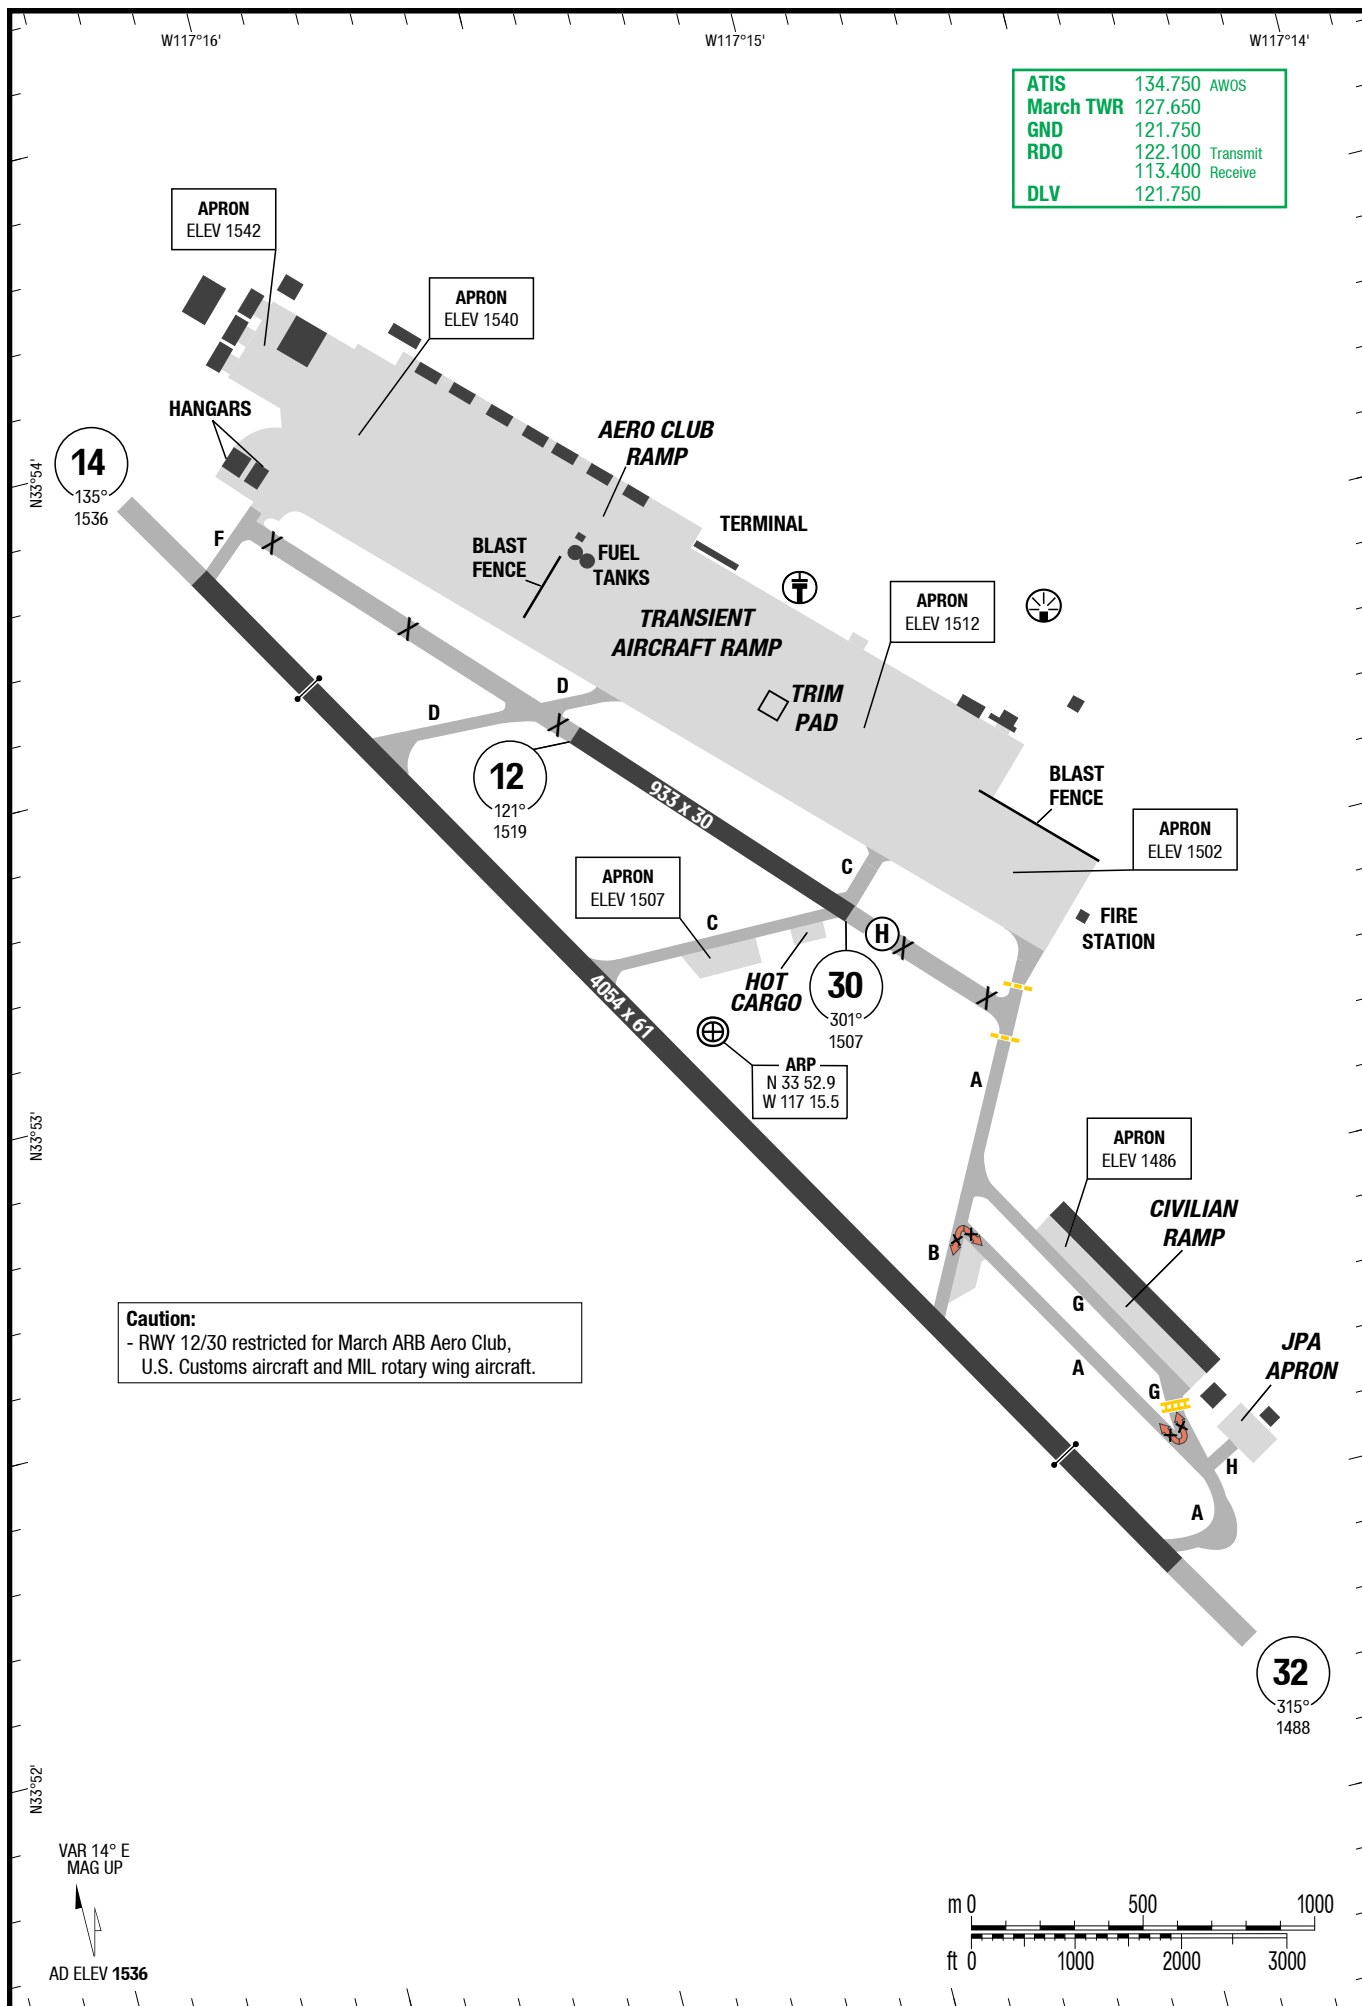 W117°16'
W117°15'
W117°14'
ATIS 134.750 AWOS
March TWR 127.650
GND 121.750
RDO 122.100 Transmit
113.400 Receive
DLV 121.750
APRON
ELEV 1542
APRON
ELEV 1540
HANGARS
AERO CLUB
RAMP
14
135°
1536
N33°54'
F
BLAST
FENCE
FUEL
TANKS
TERMINAL
TRANSIENT
AIRCRAFT RAMP
APRON
ELEV 1512
TRIM
PAD
D
D
12
121°
1519
933 x 30
BLAST
FENCE
APRON
ELEV 1502
APRON
ELEV 1507
C
C
H
FIRE
STATION
HOT
CARGO
30
301°
1507
4054 x 61
ARP
N 33 52.9
W 117 15.5
A
N33°53'
APRON
ELEV 1486
CIVILIAN
RAMP
B
G
Caution:
- RWY 12/30 restricted for March ARB Aero Club,
U.S. Customs aircraft and MIL rotary wing aircraft.
JPA
APRON
A
G
H
A
32
315°
1488
N33°52'
VAR 14° E
MAG UP
AD ELEV 1536
m 0 500 1000
ft 0 1000 2000 3000